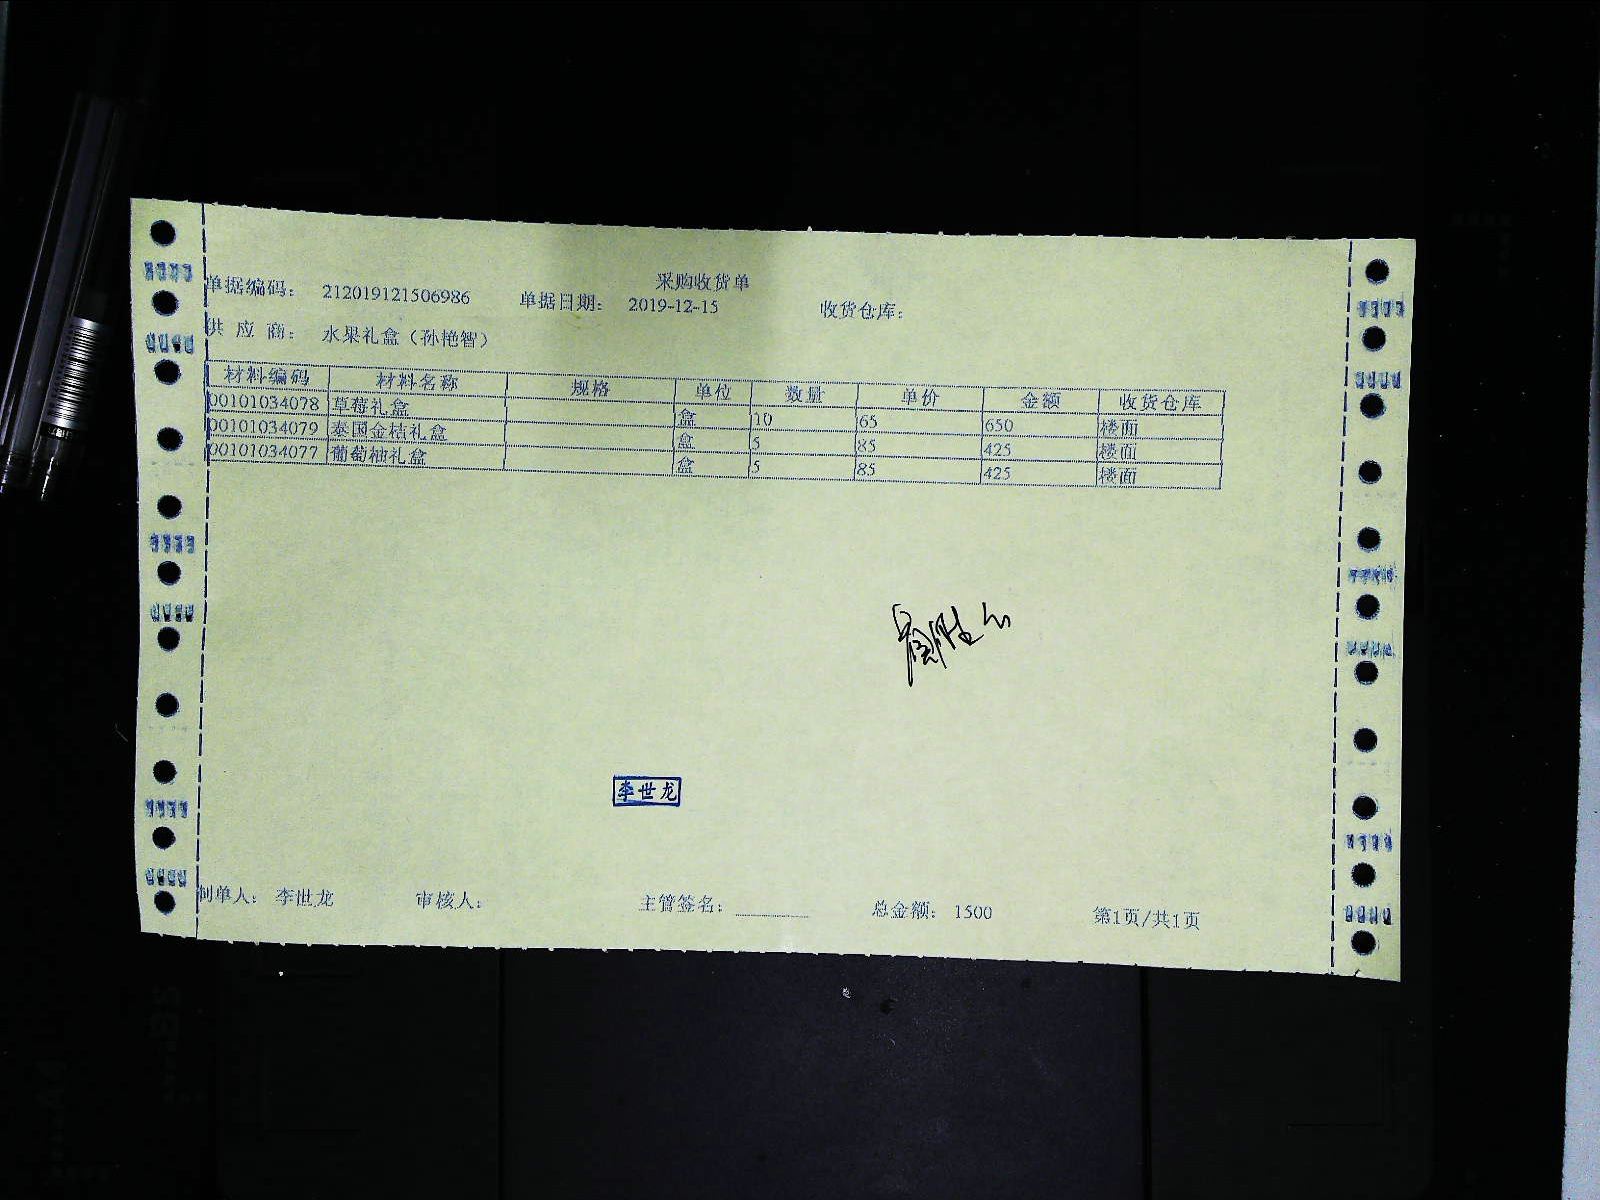 采购收货单
单据编码： 212019121506986 单据日期： 2019-12-15 收货仓库：
供 应 商： 水果礼盒（孙艳智）
材料编码 材料名称 规格 单位 数量 单价 金额 收货仓库
00101034078 草莓礼盒 盒 10 65 650 楼面
00101034079 泰国金桔礼盒 盒 5 85 425 楼面
00101034077 葡萄柚礼盒 盒 5 85 425 楼面
李世龙
制单人： 李世龙 审核人： 主管签名： 总金额： 1500 第1页/共1页